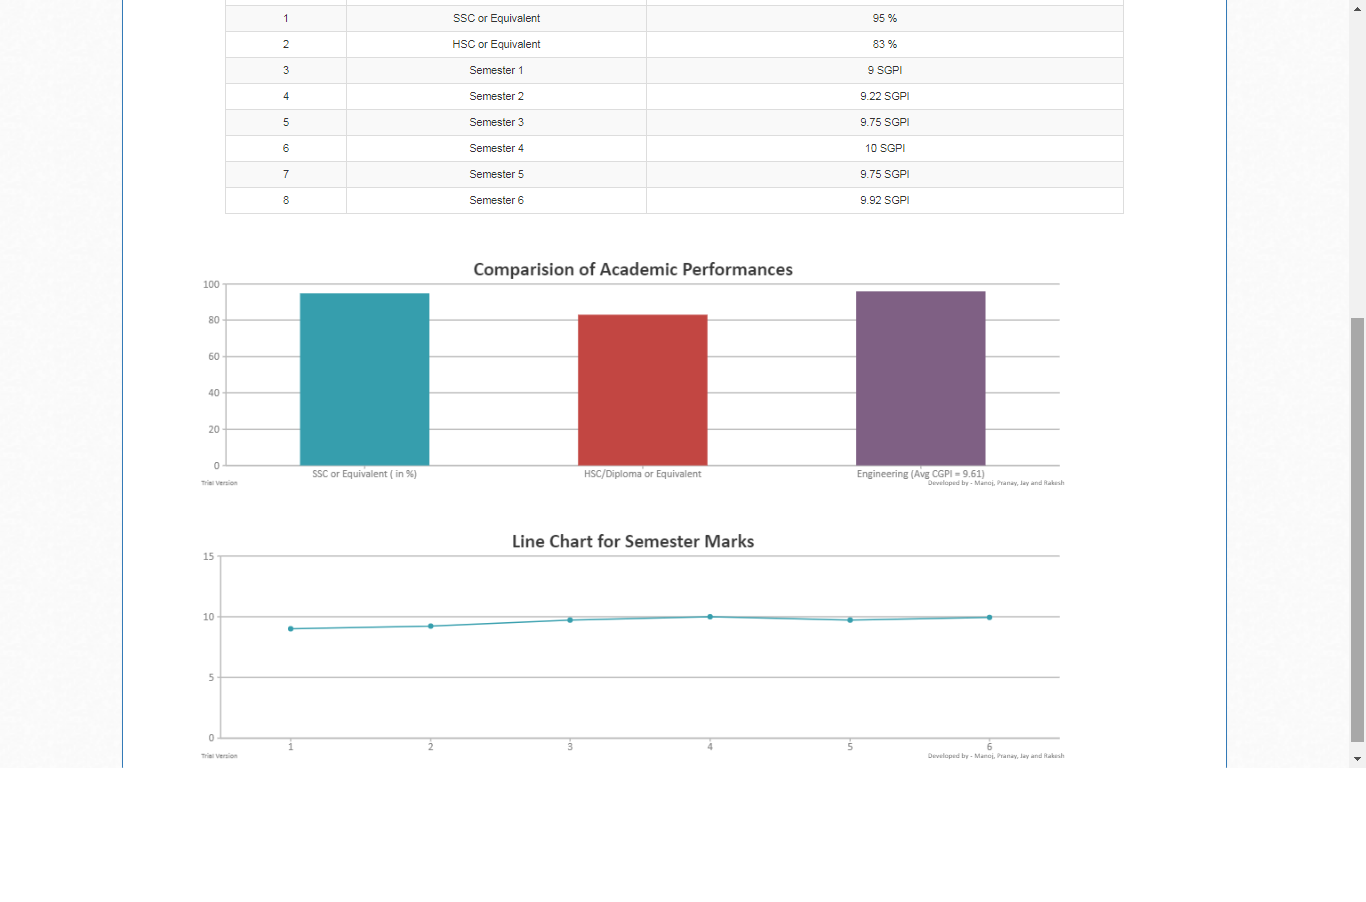 1 SSC or Equivalent 95 %
2 HSC or Equivalent 83 %
3 Semester 1 9 SGPI
4 Semester 2 9.22 SGPI
5 Semester 3 9.75 SGPI
6 Semester 4 10 SGPI
7 Semester 5 9.75 SGPI
8 Semester 6 9.92 SGPI
Comparision of Academic Performances
100
80
60
40
20
0
SSC or Equivalent ( in %) HSC/Diploma or Equivalent Engineering (Avg CGPI = 9.61)
Trial Version Developed by - Manoj, Pranay, Jay and Rakesh
Line Chart for Semester Marks
15
10
5
0
1 2 3 4 5 6
Trial Version Developed by - Manoj, Pranay, Jay and Rakesh